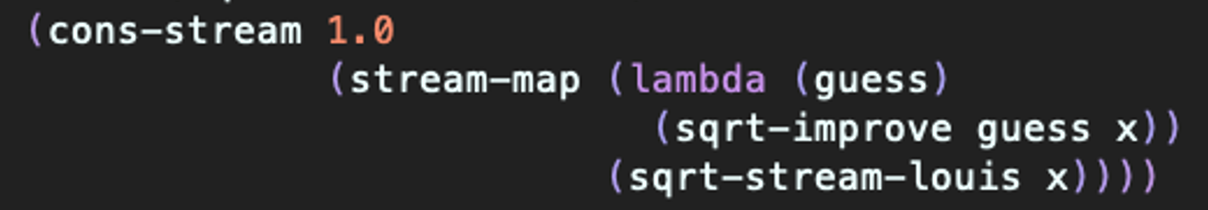 (cons-stream 1.0
(stream-map (lambda (guess)
(sqrt-improve guess x))
(sqrt-stream-louis x))))